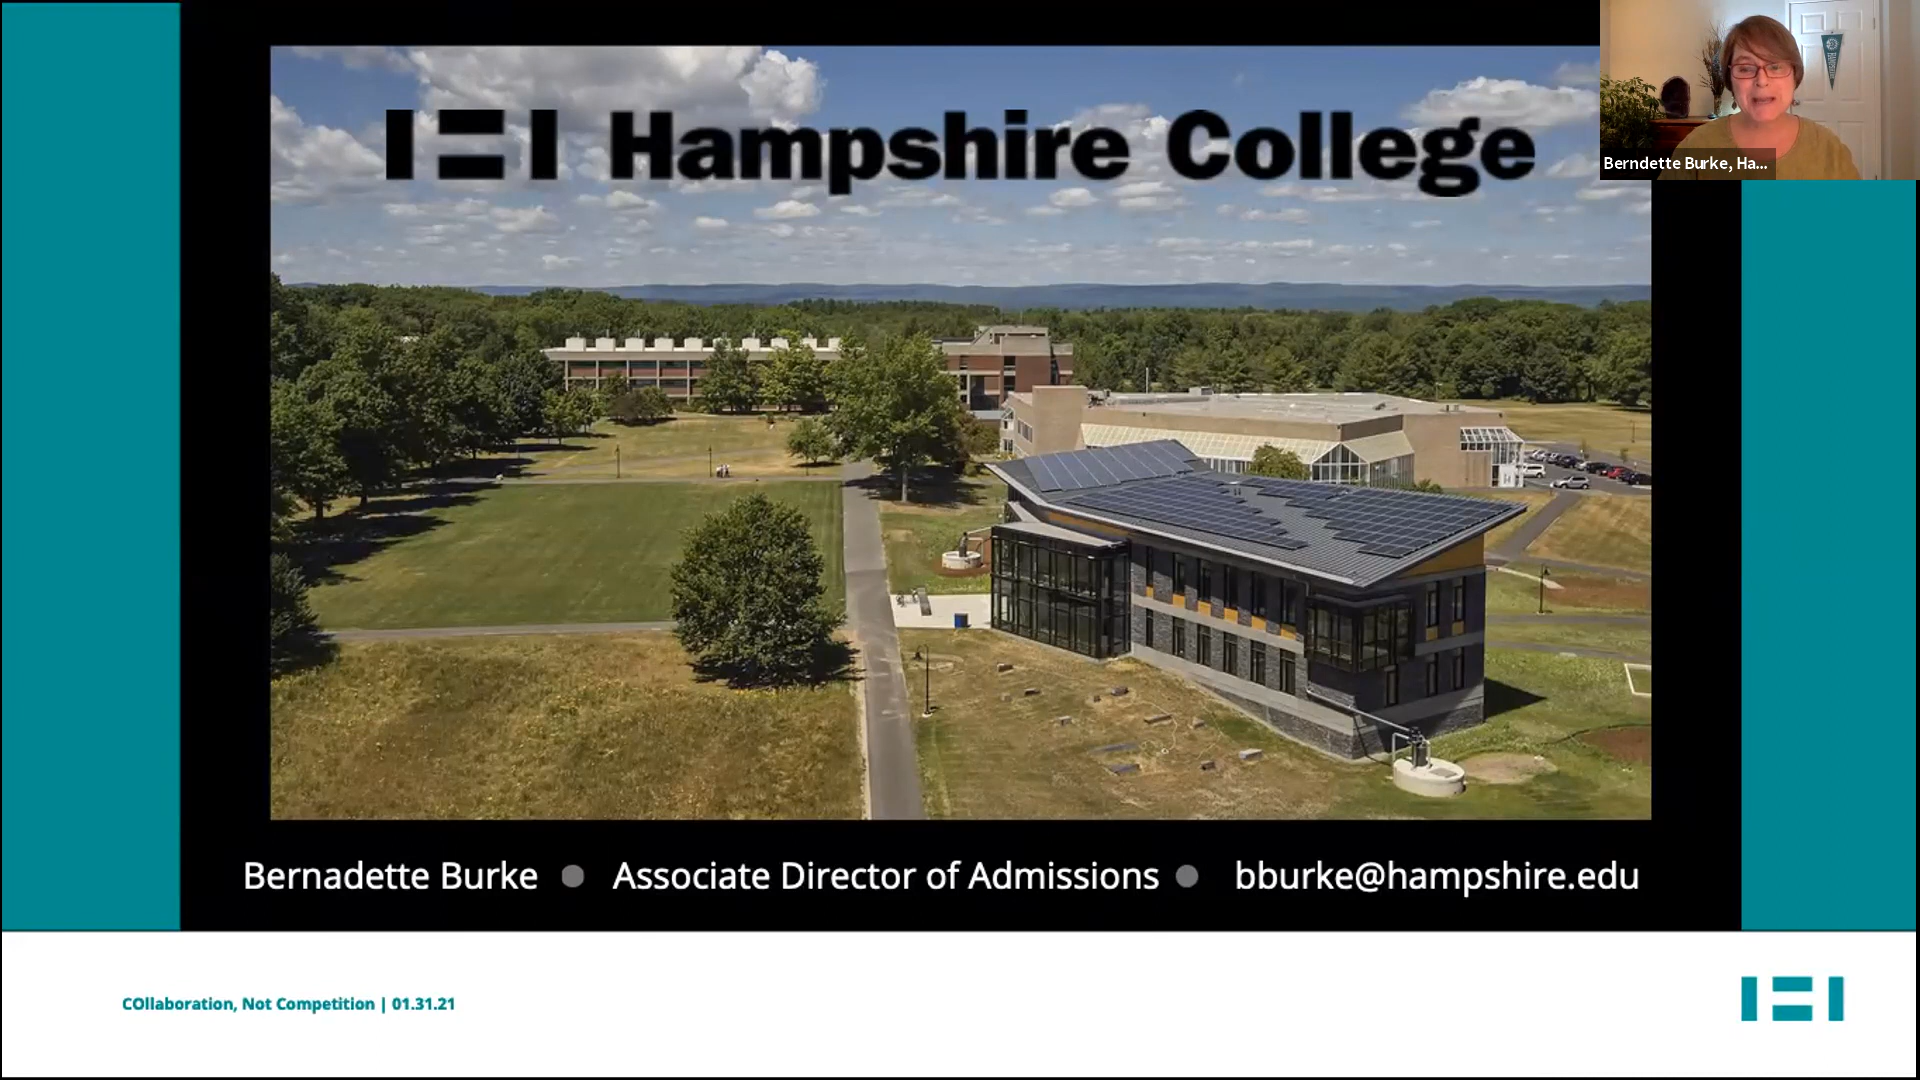 Hampshire College
Berndette Burke, Ha...
Bernadette Burke ● Associate Director of Admissions ● bburke@hampshire.edu
COllaboration, Not Competition | 01.31.21